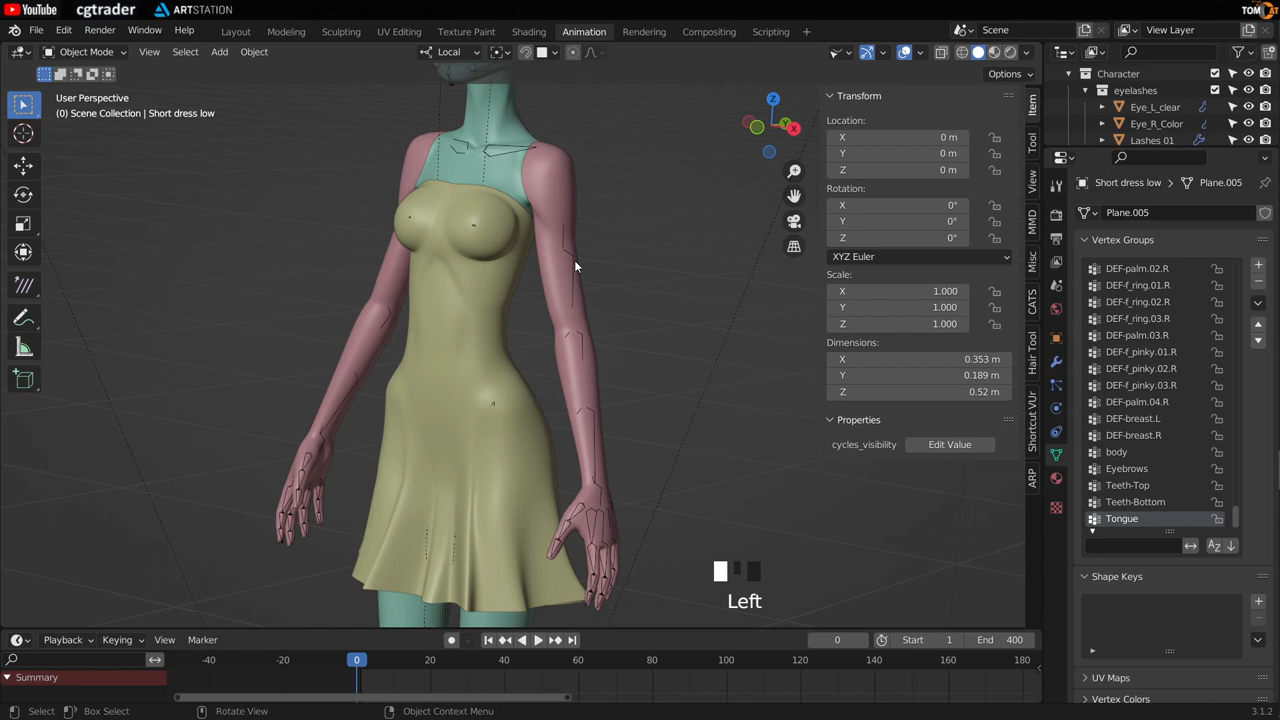 YouTube cgtrader ARTSTATION TOMCAT
File Edit Render Window Help Layout Modeling Sculpting UV Editing Texture Paint Shading Animation Rendering Compositing Scripting + Scene View Layer
Object Mode View Select Add Object Local
Options
User Perspective
(0) Scene Collection | Short dress low
Z
Y
X
Transform
Location:
X 0 m
Y 0 m
Z 0 m
Rotation:
X 0°
Y 0°
Z 0°
XYZ Euler
Scale:
X 1.000
Y 1.000
Z 1.000
Dimensions:
X 0.353 m
Y 0.189 m
Z 0.52 m
Properties
cycles_visibility Edit Value
Item
Tool
View
MMD
Misc
CATS
Hair Tool
Shortcut VUr
ARP
Character
eyelashes
Eye_L_clear
Eye_R_Color
Lashes 01
Short dress low Plane.005
Plane.005
Vertex Groups
DEF-palm.02.R
DEF-f_ring.01.R
DEF-f_ring.02.R
DEF-f_ring.03.R
DEF-palm.03.R
DEF-f_pinky.01.R
DEF-f_pinky.02.R
DEF-f_pinky.03.R
DEF-palm.04.R
DEF-breast.L
DEF-breast.R
body
Eyebrows
Teeth-Top
Teeth-Bottom
Tongue
Shape Keys
UV Maps
Vertex Colors
Left
Playback Keying View Marker 0 Start 1 End 400
-40 -20 0 20 40 60 80 100 120 140 160 180
Summary
Select Box Select Rotate View Object Context Menu 3.1.2